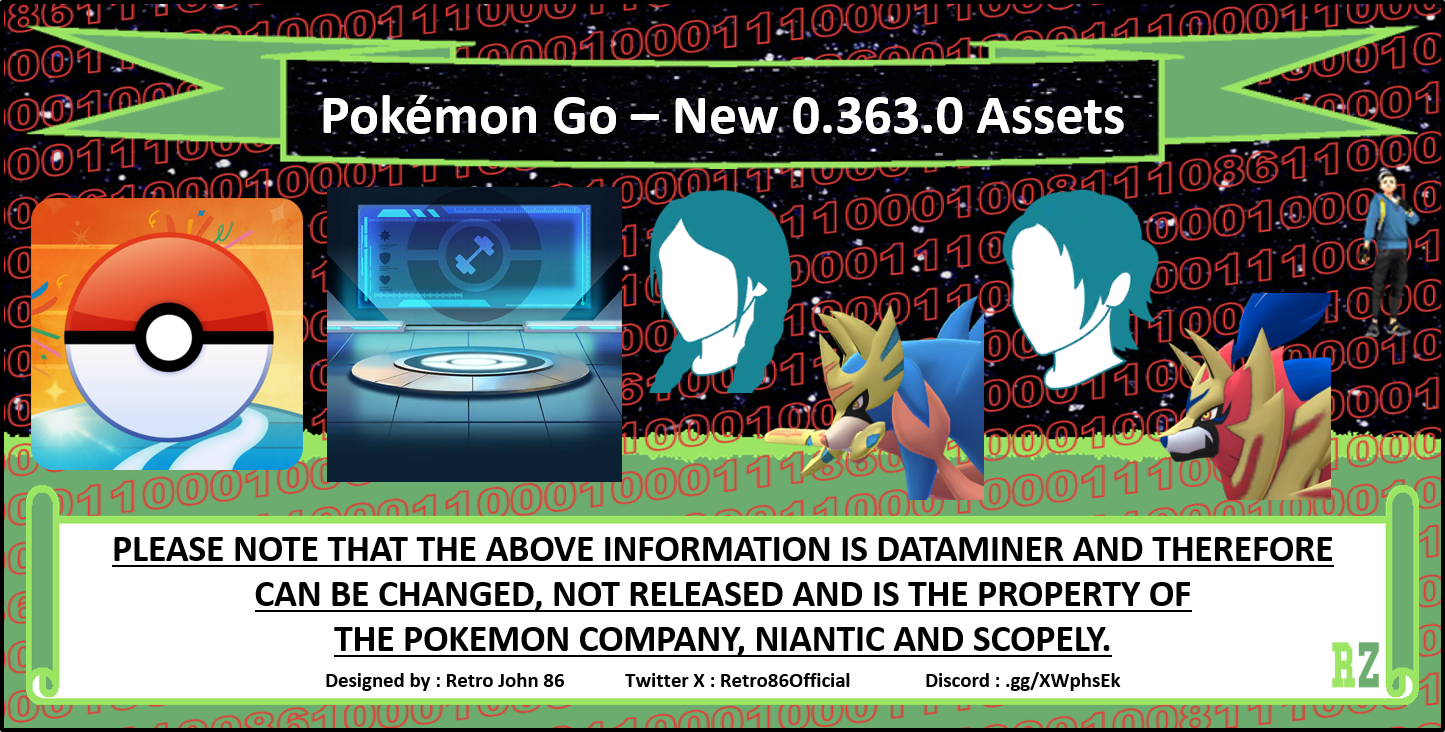 Pokémon Go – New 0.363.0 Assets
PLEASE NOTE THAT THE ABOVE INFORMATION IS DATAMINER AND THEREFORE
CAN BE CHANGED, NOT RELEASED AND IS THE PROPERTY OF
THE POKEMON COMPANY, NIANTIC AND SCOPELY.
Designed by : Retro John 86 Twitter X : Retro86Official Discord : .gg/XWphsEk
RZ